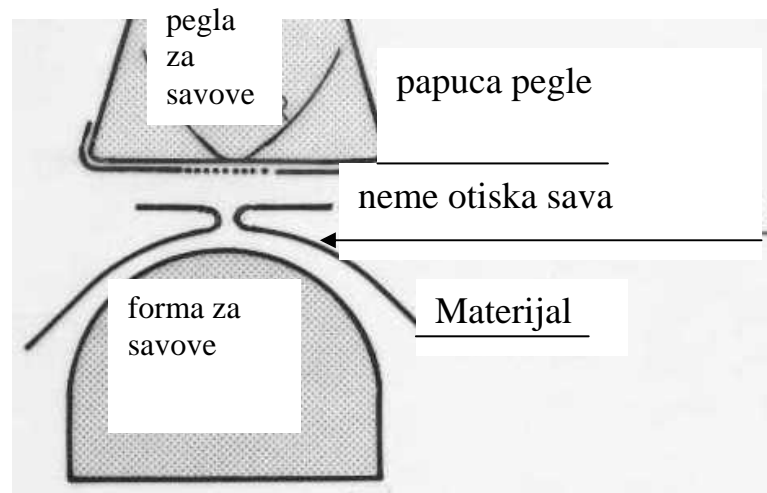 pegla
za
savove
papuca pegle
neme otiska sava
forma za
savove
Materijal